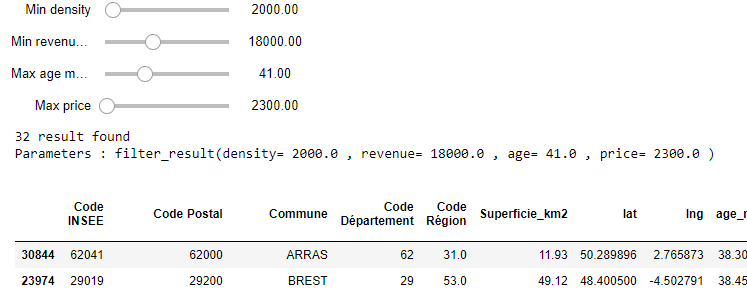 Min density 2000.00
Min revenu... 18000.00
Max age m... 41.00
Max price 2300.00
32 result found
Parameters : filter_result(density= 2000.0 , revenue= 18000.0 , age= 41.0 , price= 2300.0 )
Code INSEE Code Postal Commune Code Département Code Région Superficie_km2 lat lng age_r
30844 62041 62000 ARRAS 62 31.0 11.93 50.289896 2.765873 38.30
23974 29019 29200 BREST 29 53.0 49.12 48.400500 -4.502791 38.45